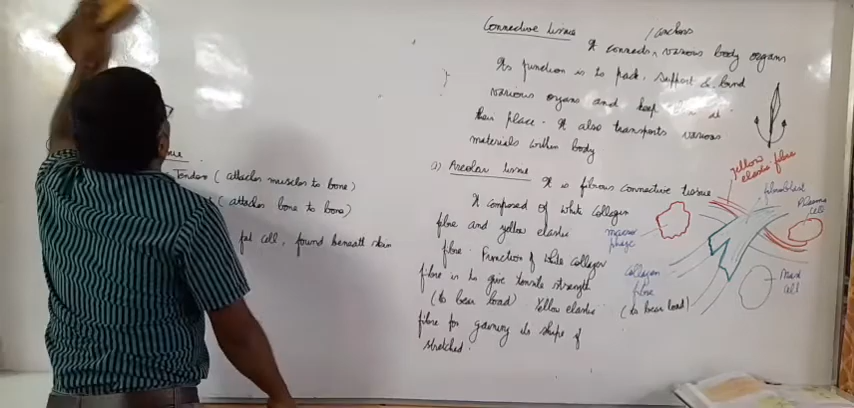 Connective tissue
/ anchors
It connects, various body organs
Its function is to pack, support & bind
various organs and keep at
their place. It also transports various
materials within body
a) Areolar tissue
It is fibrous connective tissue
It composed of white collagen
fibre and yellow elastic
fibre. Function of white collagen
fibre is to give tensile strength
(to bear load) Yellow elastic
fibre for gaining its shape if
stretched.
Yellow
elastic fibre
fibroblast
Plasma
cell
macro
phage
Collagen
fibre
(to bear load)
Mast
cell
Tendon (attaches muscles to bone)
(attaches bone to bone)
fat cell, found beneath skin